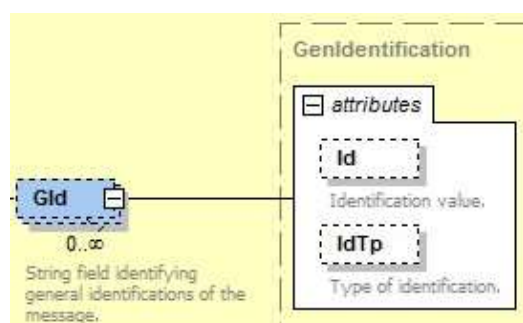 GenIdentification
attributes
Id
Identification value.
GId
0..∞
IdTp
String field identifying
general identifications of the
message.
Type of identification.